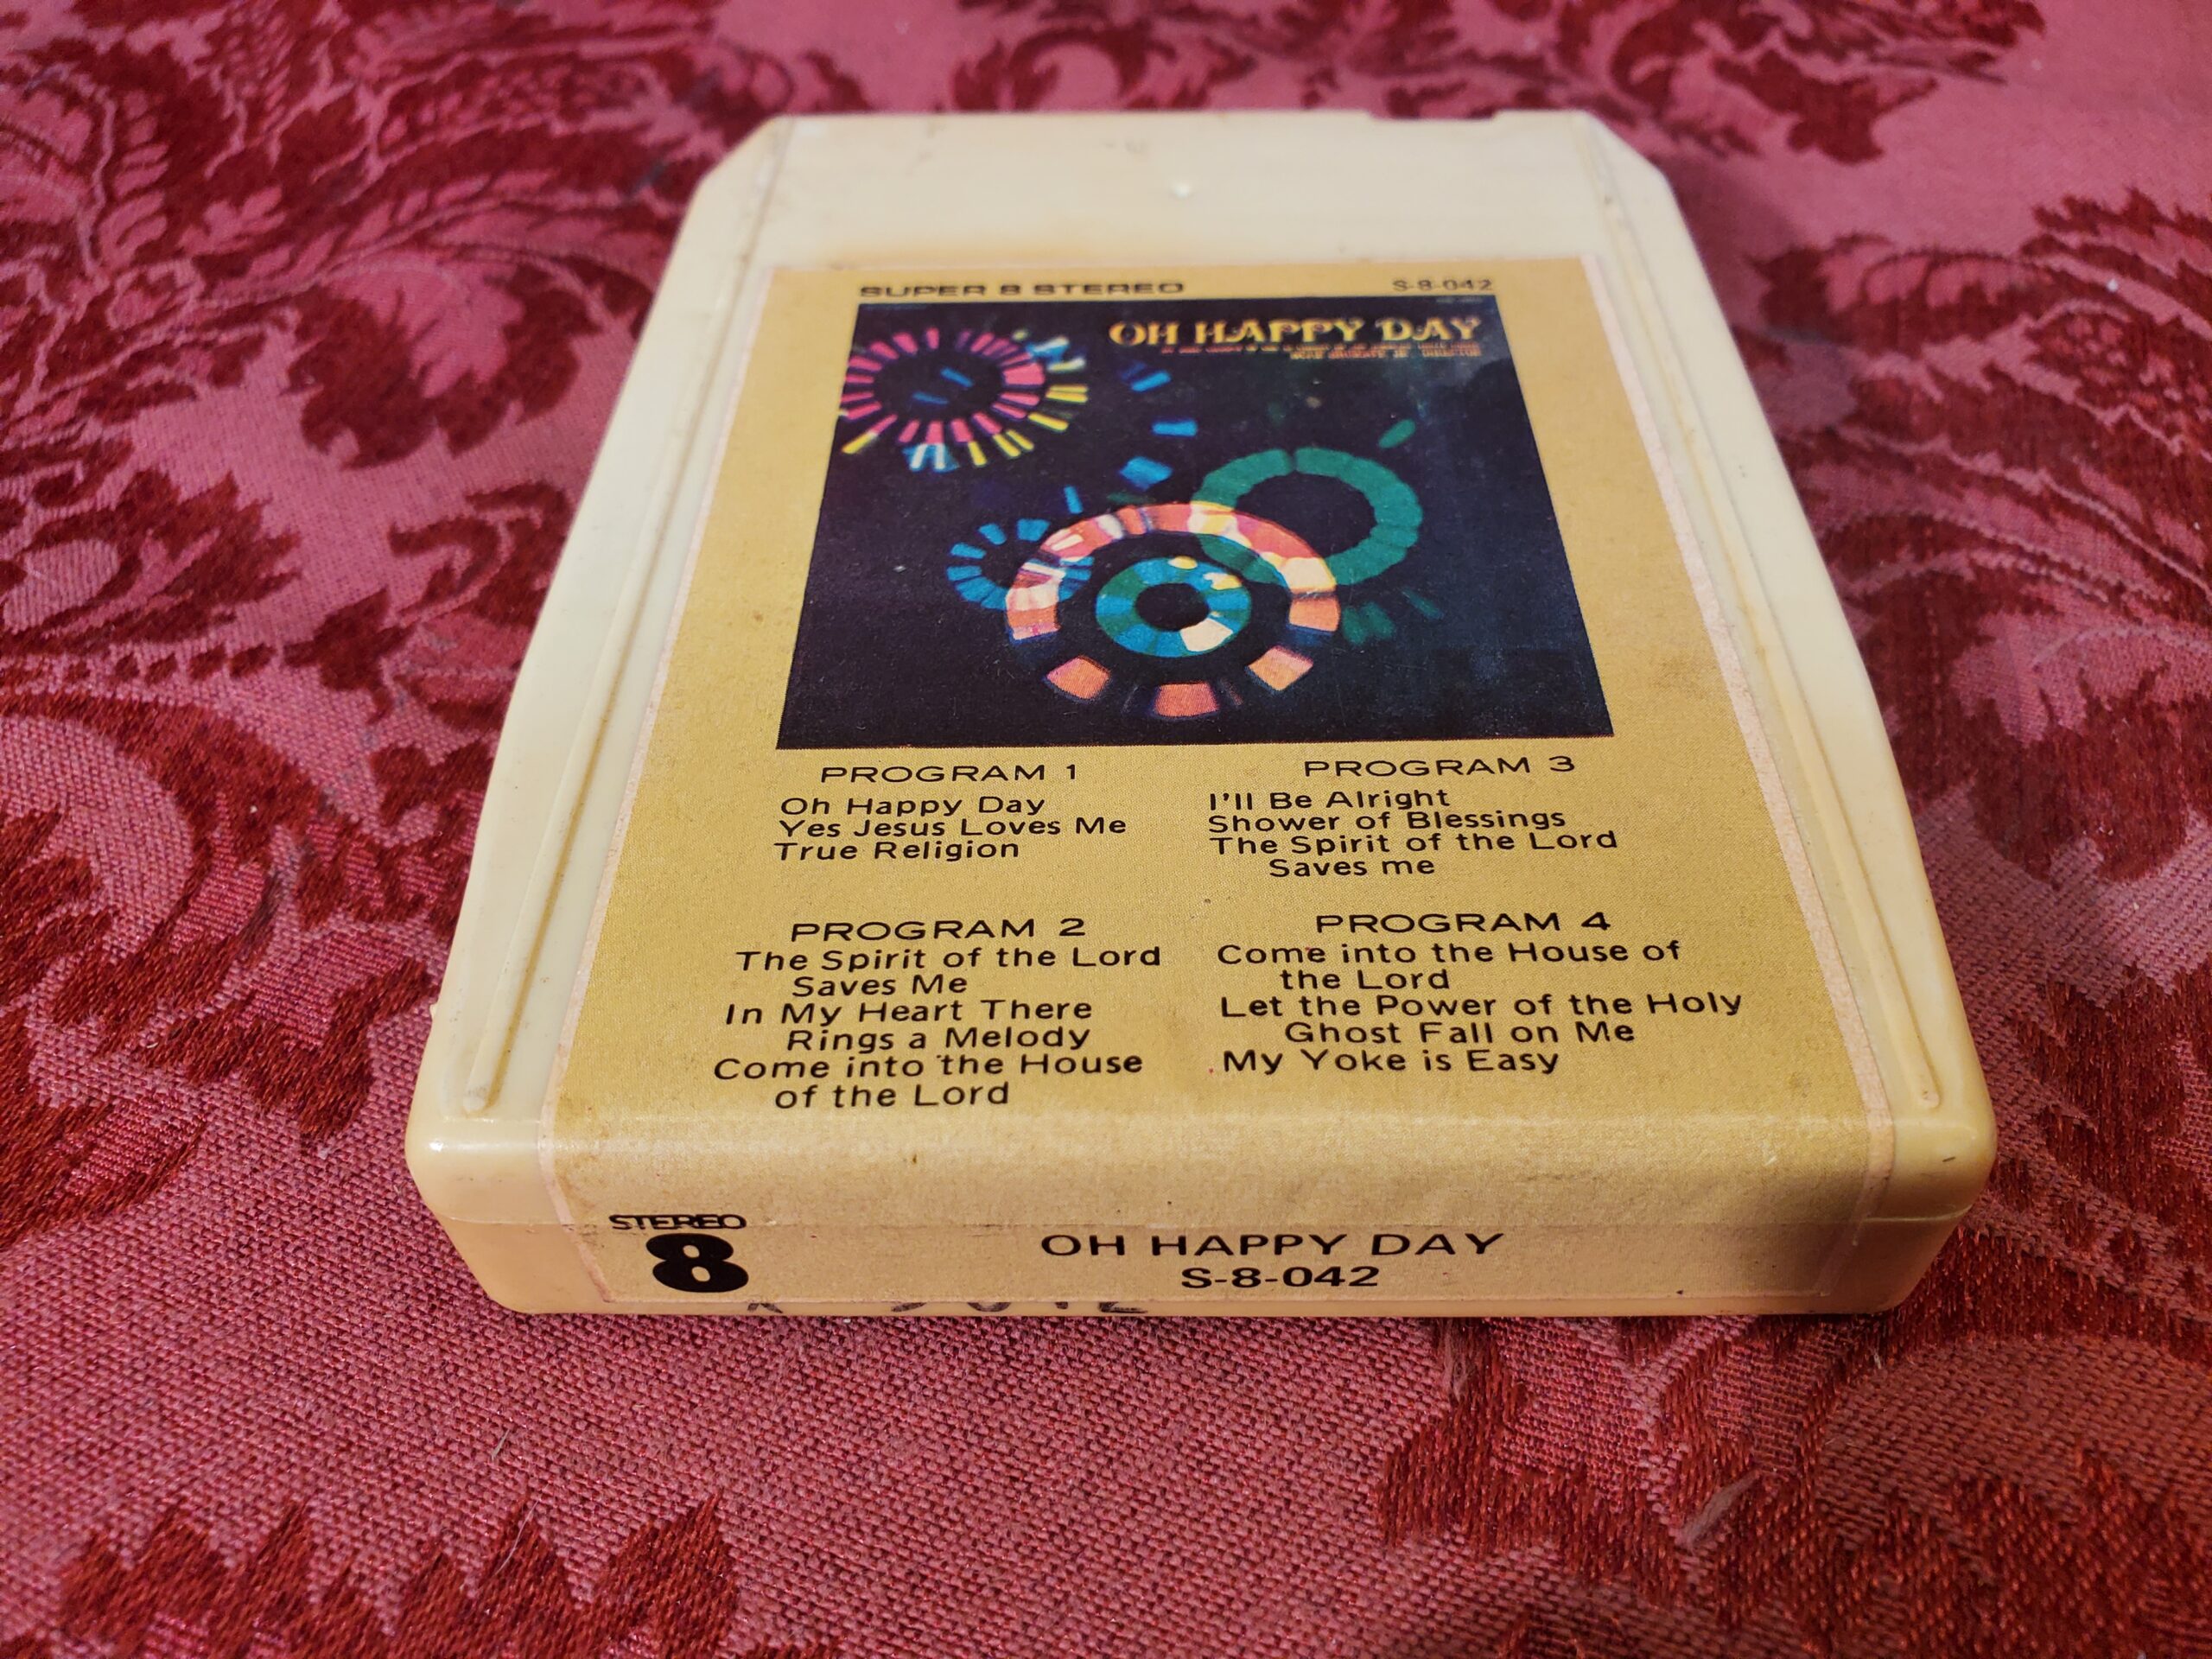 SUPER 8 STEREO S-8-042
OH HAPPY DAY
PROGRAM 1
Oh Happy Day
Yes Jesus Loves Me
True Religion
PROGRAM 2
The Spirit of the Lord
Saves Me
In My Heart There
Rings a Melody
Come into the House
of the Lord
PROGRAM 3
I'll Be Alright
Shower of Blessings
The Spirit of the Lord
Saves me
PROGRAM 4
Come into the House of
the Lord
Let the Power of the Holy
Ghost Fall on Me
My Yoke is Easy
STEREO
8
OH HAPPY DAY
S-8-042